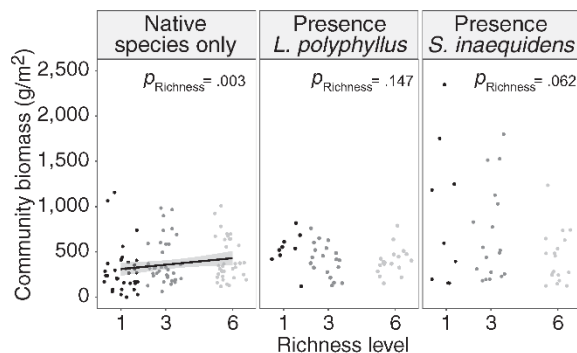 Native
species only
Presence
L. polyphyllus
Presence
S. inaequidens
pRichness= .003
pRichness= .147
pRichness= .062
Community biomass (g/m2)
2,500
2,000
1,500
1,000
500
0
1 3 6
1 3 6
1 3 6
Richness level